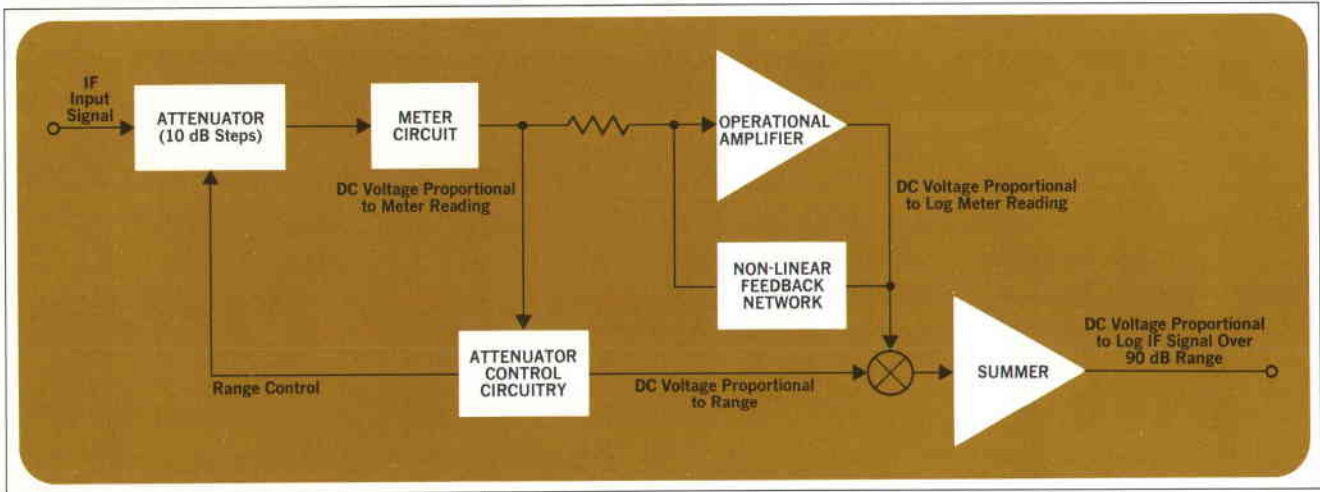 IF
Input
Signal
ATTENUATOR
(10 dB Steps)
METER
CIRCUIT
OPERATIONAL
AMPLIFIER
DC Voltage Proportional
to Meter Reading
DC Voltage Proportional
to Log Meter Reading
NON-LINEAR
FEEDBACK
NETWORK
ATTENUATOR
CONTROL
CIRCUITRY
Range Control
DC Voltage Proportional
to Range
SUMMER
DC Voltage Proportional
to Log IF Signal Over
90 dB Range